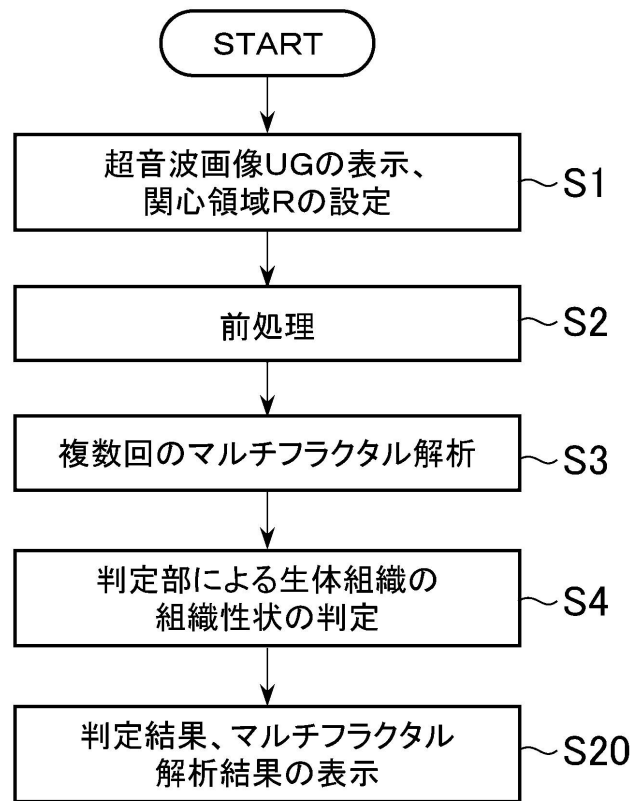 START
超音波画像UGの表示、
関心領域Rの設定
S1
前処理
S2
複数回のマルチフラクタル解析
S3
判定部による生体組織の
組織性状の判定
S4
判定結果、マルチフラクタル
解析結果の表示
S20